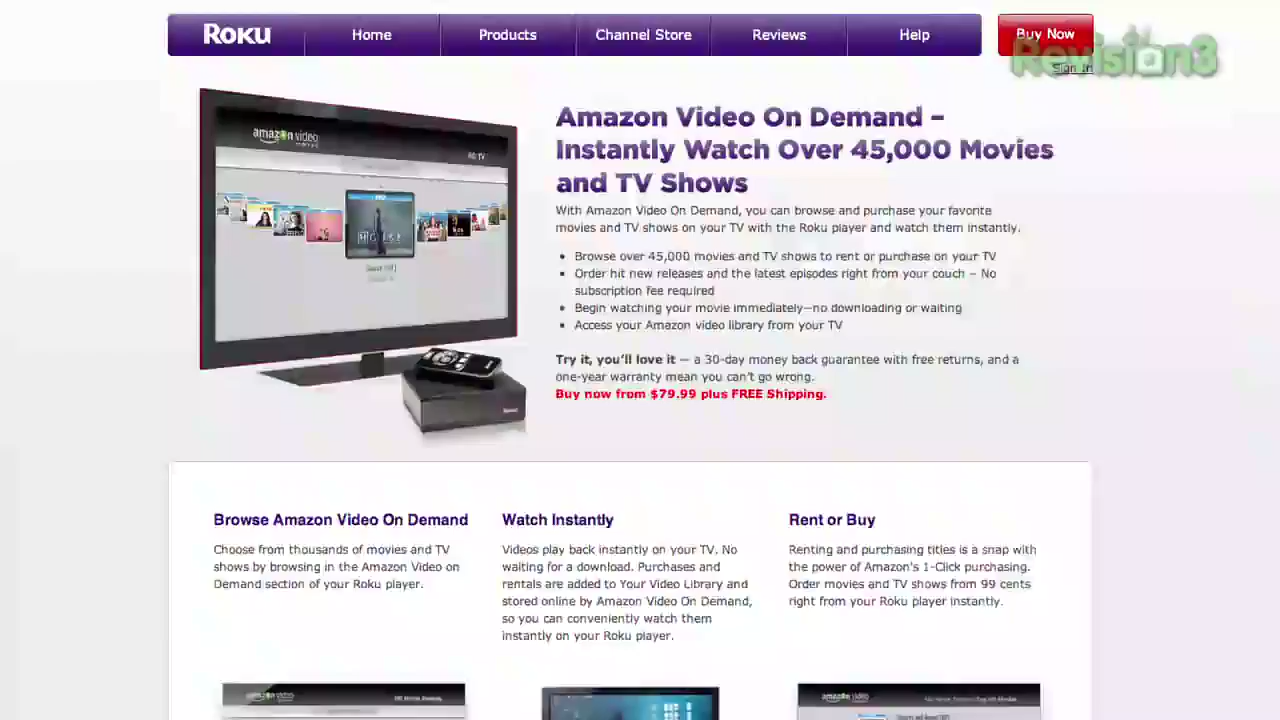 Roku
Home
Products
Channel Store
Reviews
Help
Buy Now
Sign In
Revision3
amazon video
Amazon Video On Demand –
Instantly Watch Over 45,000 Movies
and TV Shows
With Amazon Video On Demand, you can browse and purchase your favorite
movies and TV shows on your TV with the Roku player and watch them instantly.
• Browse over 45,000 movies and TV shows to rent or purchase on your TV
• Order hit new releases and the latest episodes right from your couch – No
subscription fee required
• Begin watching your movie immediately—no downloading or waiting
• Access your Amazon video library from your TV
Try it, you'll love it — a 30-day money back guarantee with free returns, and a
one-year warranty mean you can't go wrong.
Buy now from $79.99 plus FREE Shipping.
Browse Amazon Video On Demand
Choose from thousands of movies and TV
shows by browsing in the Amazon Video on
Demand section of your Roku player.
Watch Instantly
Videos play back instantly on your TV. No
waiting for a download. Purchases and
rentals are added to Your Video Library and
stored online by Amazon Video On Demand,
so you can conveniently watch them
instantly on your Roku player.
Rent or Buy
Renting and purchasing titles is a snap with
the power of Amazon's 1-Click purchasing.
Order movies and TV shows from 99 cents
right from your Roku player instantly.
amazon video
amazon video